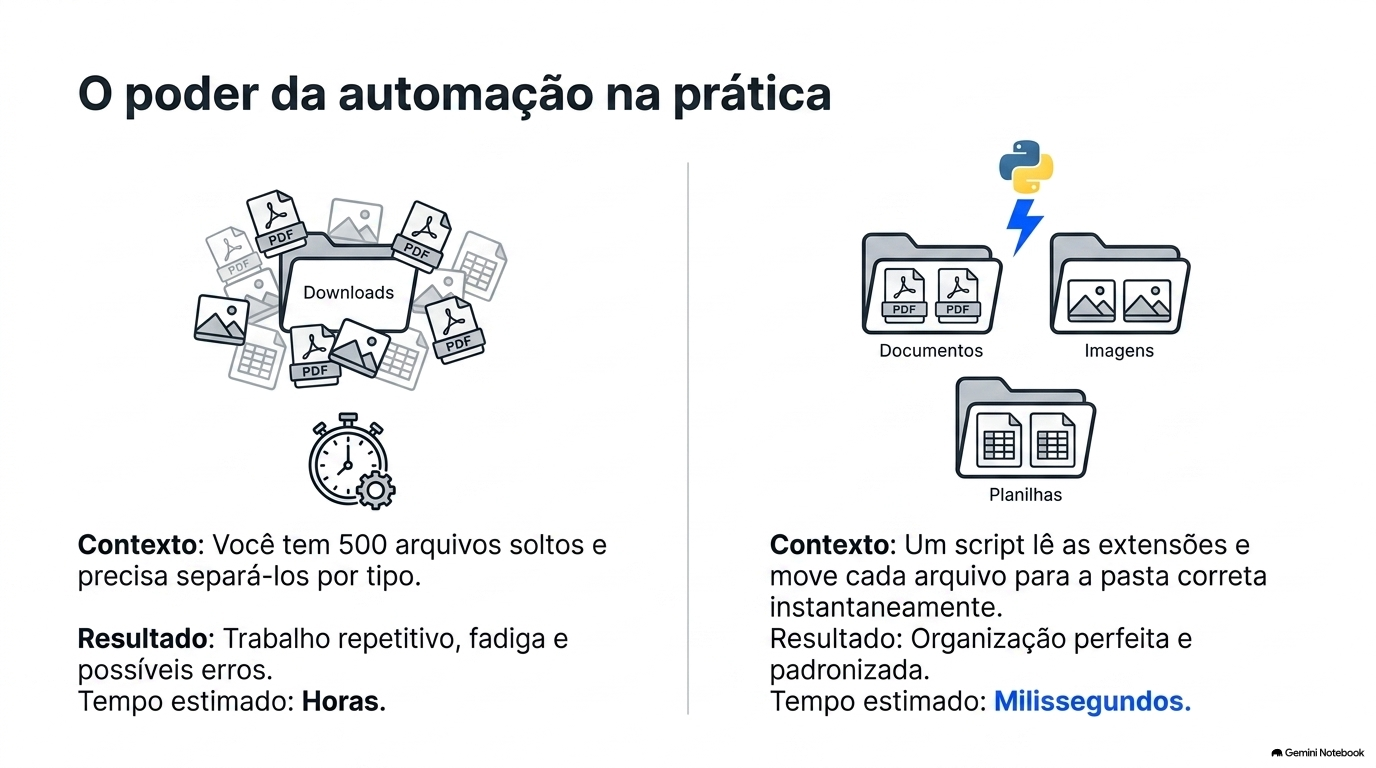 O poder da automação na prática
PDF
PDF
PDF
Downloads
PDF
PDF
Contexto: Você tem 500 arquivos soltos e
precisa separá-los por tipo.
Resultado: Trabalho repetitivo, fadiga e
possíveis erros.
Tempo estimado: Horas.
PDF
PDF
Documentos
Imagens
Planilhas
Contexto: Um script lê as extensões e
move cada arquivo para a pasta correta
instantaneamente.
Resultado: Organização perfeita e
padronizada.
Tempo estimado: Milissegundos.
Gemini Notebook